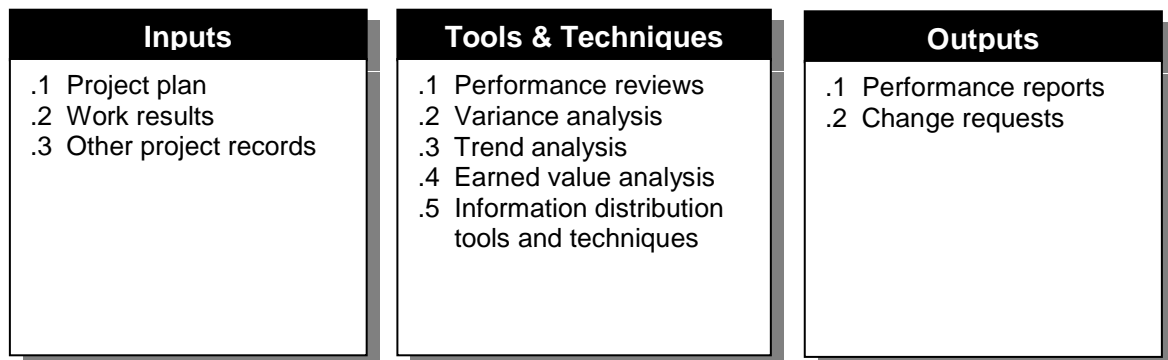 Inputs
.1 Project plan
.2 Work results
.3 Other project records
Tools & Techniques
.1 Performance reviews
.2 Variance analysis
.3 Trend analysis
.4 Earned value analysis
.5 Information distribution
tools and techniques
Outputs
.1 Performance reports
.2 Change requests